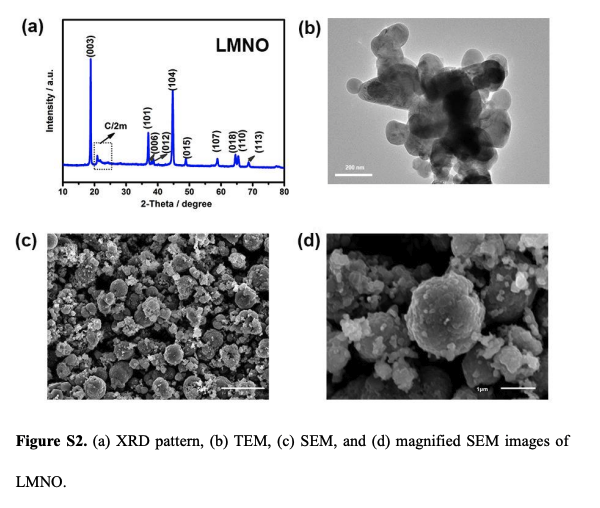 (a)
LMNO
(003)
(104)
(101)
(006)
(012)
(015)
(107)
(018)
(110)
(113)
C/2m
Intensity / a.u.
10 20 30 40 50 60 70 80
2-Theta / degree
(b)
200 nm
(c)
(d)
1μm
Figure S2. (a) XRD pattern, (b) TEM, (c) SEM, and (d) magnified SEM images of
LMNO.